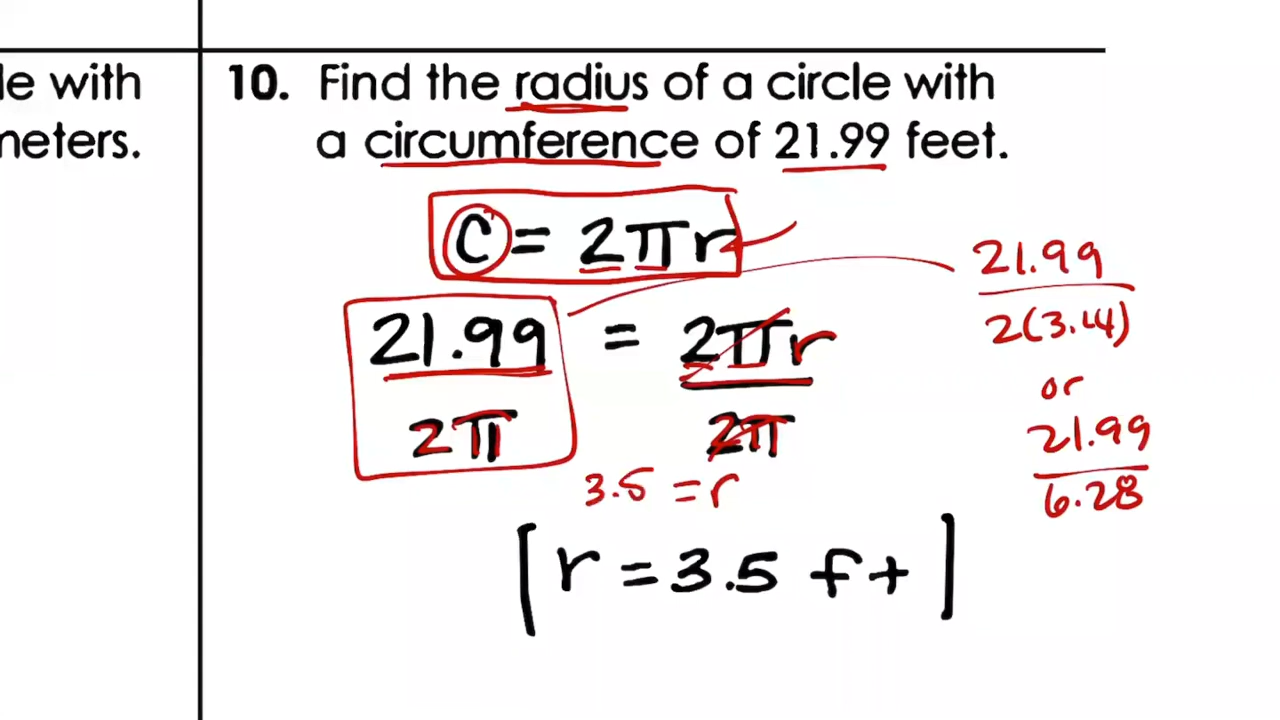 le with
neters.
10. Find the radius of a circle with
a circumference of 21.99 feet.
C = 2πr
21.99 = 2πr
2π 2π
3.5 = r
[r = 3.5 ft]
21.99
2(3.14)
or
21.99
6.28